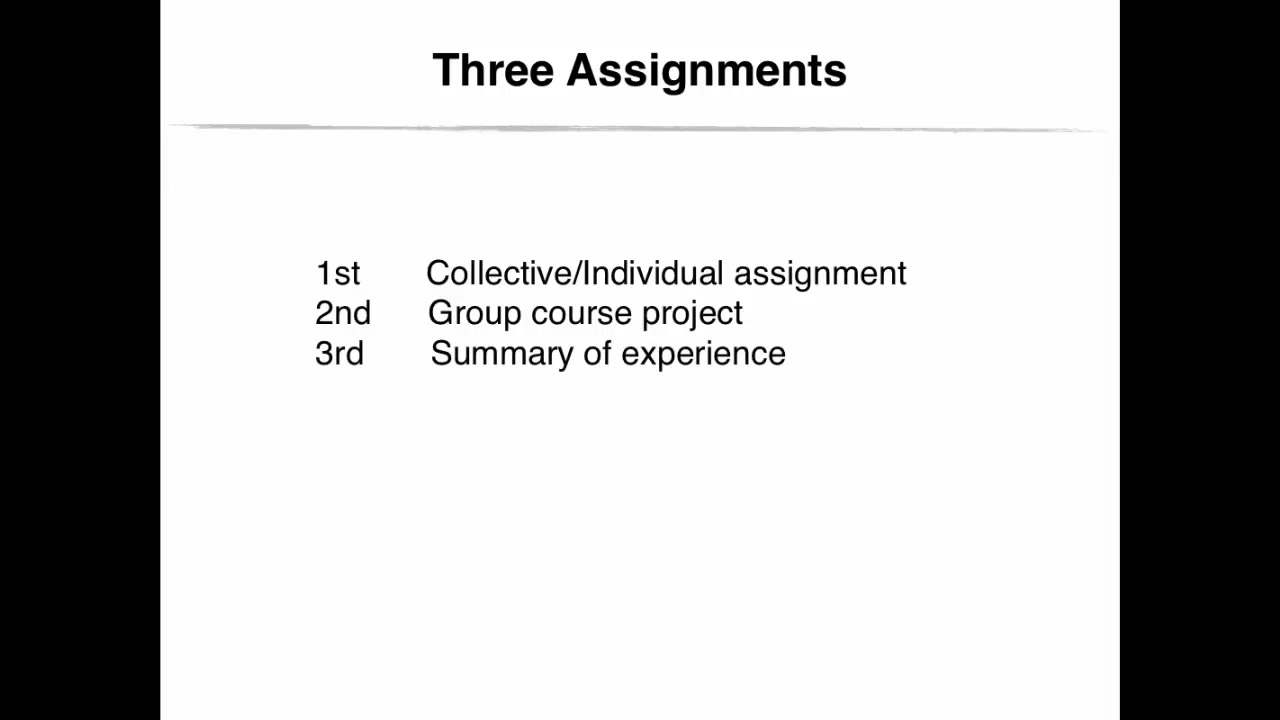 Three Assignments
1st Collective/Individual assignment
2nd Group course project
3rd Summary of experience